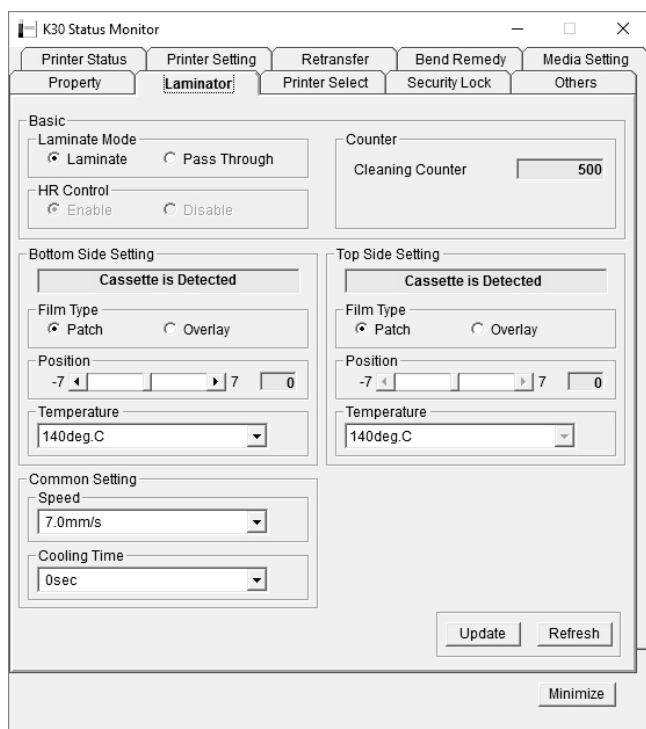 K30 Status Monitor
Printer Status Printer Setting Retransfer Bend Remedy Media Setting
Property Laminator Printer Select Security Lock Others
Basic
Laminate Mode
Laminate Pass Through
HR Control
Enable Disable
Counter
Cleaning Counter 500
Bottom Side Setting
Cassette is Detected
Film Type
Patch Overlay
Position
-7 7 0
Temperature
140deg.C
Top Side Setting
Cassette is Detected
Film Type
Patch Overlay
Position
-7 7 0
Temperature
140deg.C
Common Setting
Speed
7.0mm/s
Cooling Time
0sec
Update Refresh
Minimize